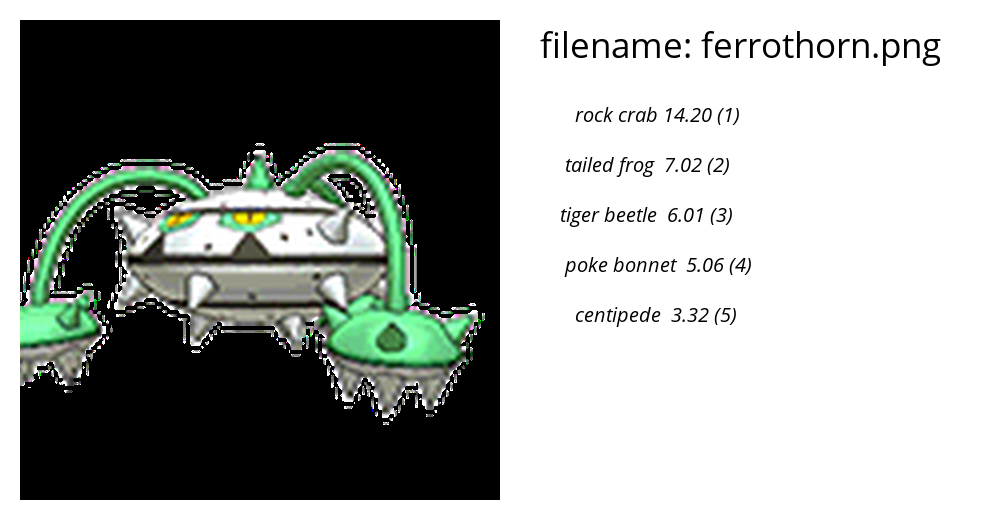 filename: ferrothorn.png
rock crab 14.20 (1)
tailed frog 7.02 (2)
tiger beetle 6.01 (3)
poke bonnet 5.06 (4)
centipede 3.32 (5)